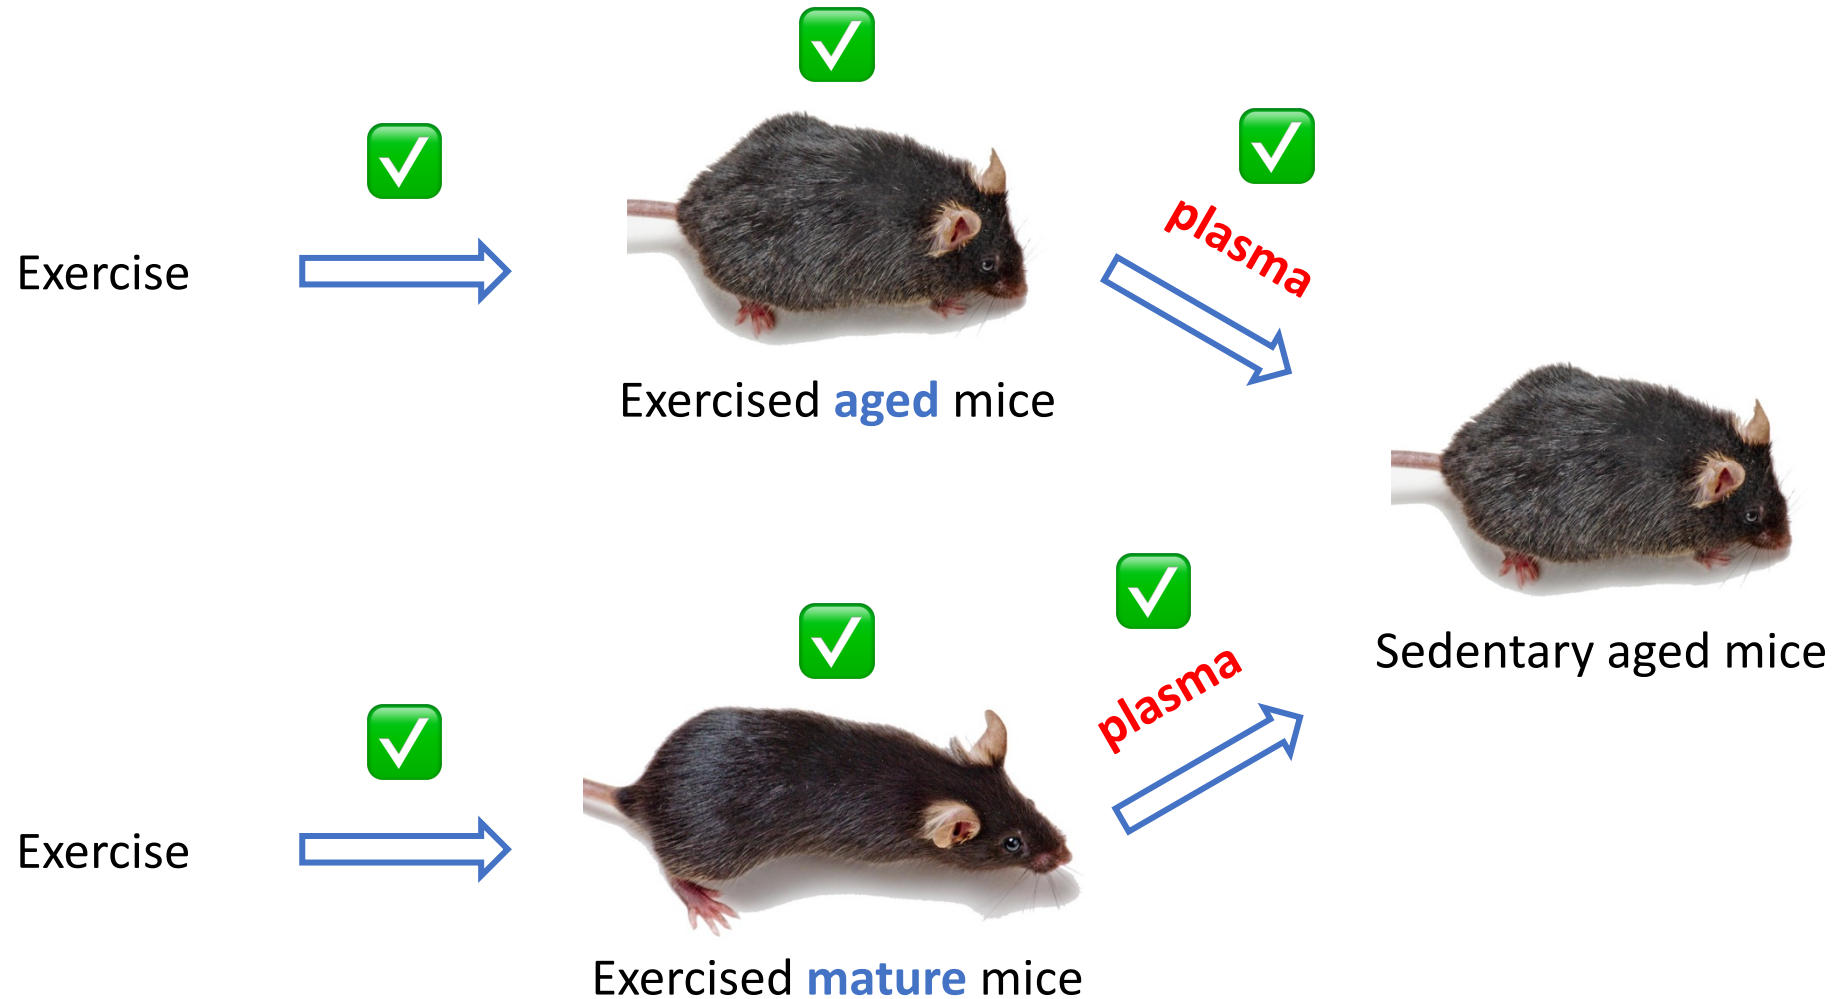 Exercise
Exercised aged mice
plasma
Sedentary aged mice
plasma
Exercise
Exercised mature mice